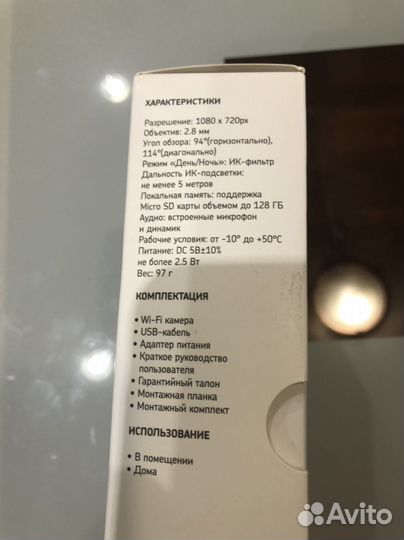 ХАРАКТЕРИСТИКИ
Разрешение: 1080 x 720px
Объектив: 2.8 мм
Угол обзора: 94°(горизонтально),
114°(диагонально)
Режим «День/Ночь»: ИК-фильтр
Дальность ИК-подсветки:
не менее 5 метров
Локальная память: поддержка
Micro SD карты объемом до 128 ГБ
Аудио: встроенные микрофон
и динамик
Рабочие условия: от -10° до +50°C
Питание: DC 5В±10%
не более 2.5 Вт
Вес: 97 г
КОМПЛЕКТАЦИЯ
• Wi-Fi камера
• USB-кабель
• Адаптер питания
• Краткое руководство
пользователя
• Гарантийный талон
• Монтажная планка
• Монтажный комплект
ИСПОЛЬЗОВАНИЕ
• В помещении
• Дома
Avito